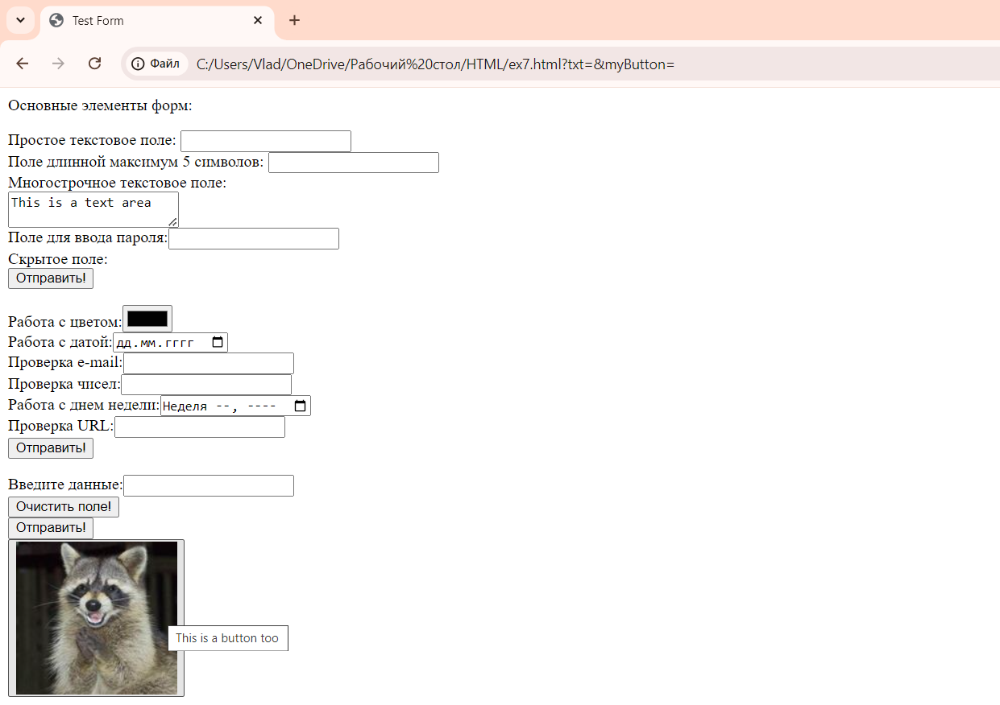 Test Form
Файл C:/Users/Vlad/OneDrive/Рабочий%20стол/HTML/ex7.html?txt=&myButton=
Основные элементы форм:
Простое текстовое поле:
Поле длинной максимум 5 символов:
Многострочное текстовое поле:
This is a text area
Поле для ввода пароля:
Скрытое поле:
Отправить!
Работа с цветом:
Работа с датой: дд.мм.гггг
Проверка e-mail:
Проверка чисел:
Работа с днем недели: Неделя --, ----
Проверка URL:
Отправить!
Введите данные:
Очистить поле!
Отправить!
This is a button too